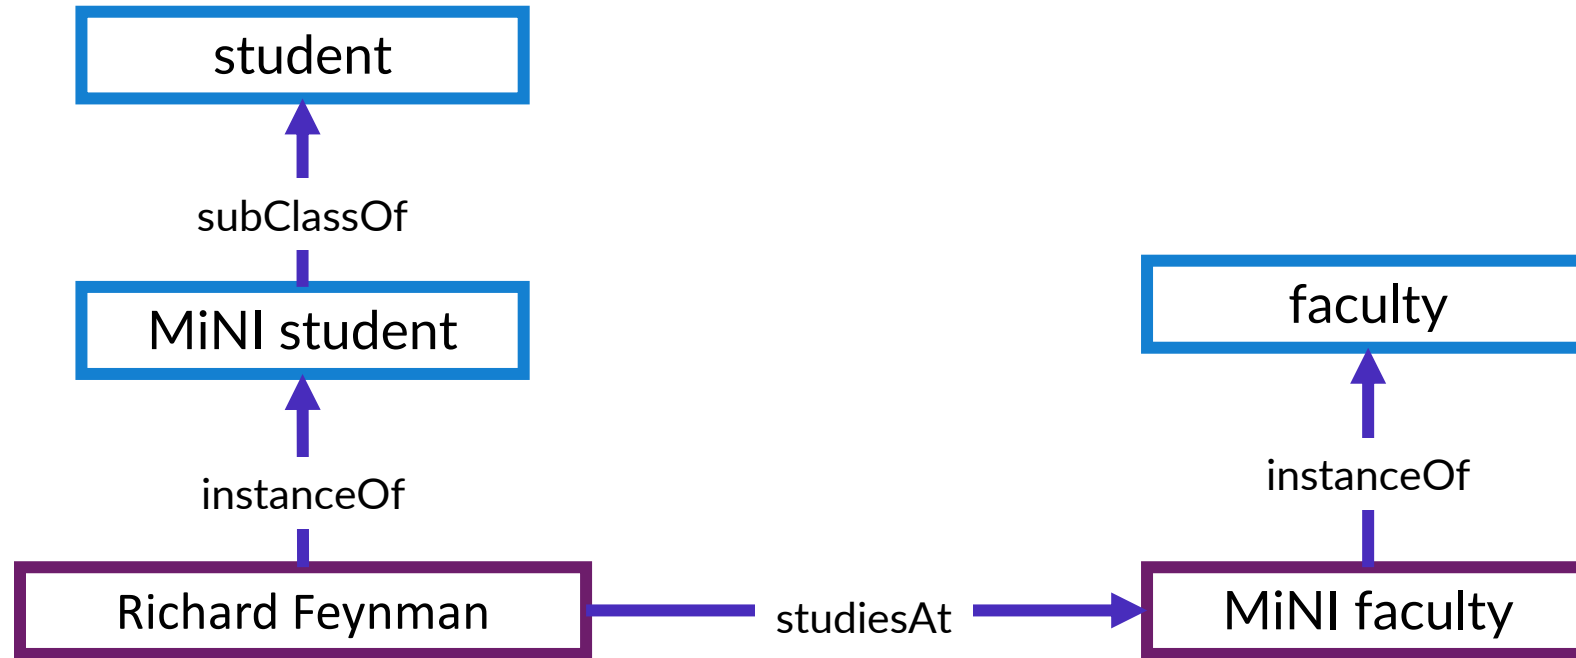 student
subClassOf
MiNI student
faculty
instanceOf
instanceOf
Richard Feynman
studiesAt
MiNI faculty